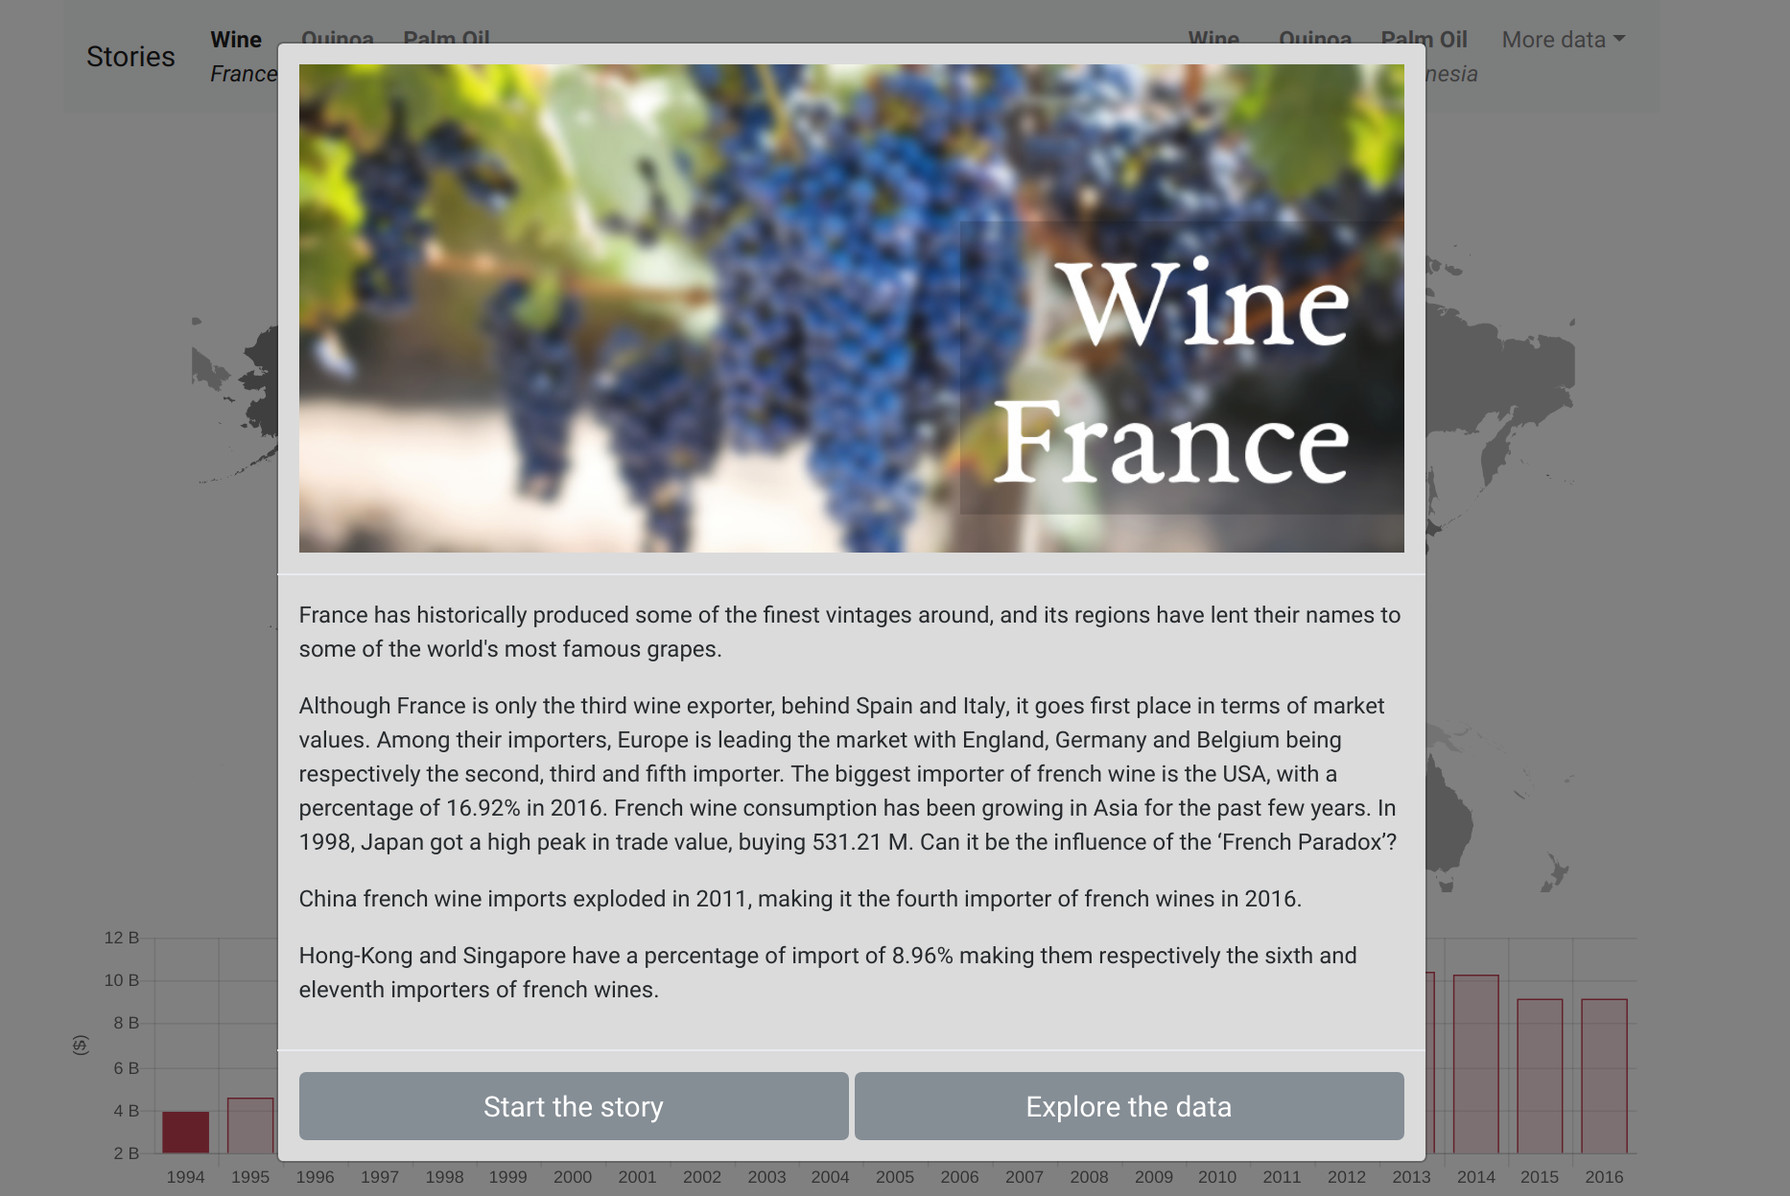 Stories
Wine Quinoa Palm Oil
France
Wine Quinoa Palm Oil More data
nesia
Wine
France
France has historically produced some of the finest vintages around, and its regions have lent their names to
some of the world's most famous grapes.
Although France is only the third wine exporter, behind Spain and Italy, it goes first place in terms of market
values. Among their importers, Europe is leading the market with England, Germany and Belgium being
respectively the second, third and fifth importer. The biggest importer of french wine is the USA, with a
percentage of 16.92% in 2016. French wine consumption has been growing in Asia for the past few years. In
1998, Japan got a high peak in trade value, buying 531.21 M. Can it be the influence of the ‘French Paradox’?
China french wine imports exploded in 2011, making it the fourth importer of french wines in 2016.
Hong-Kong and Singapore have a percentage of import of 8.96% making them respectively the sixth and
eleventh importers of french wines.
Start the story
Explore the data
12 B
10 B
8 B
6 B
4 B
2 B
($)
1994 1995 1996 1997 1998 1999 2000 2001 2002 2003 2004 2005 2006 2007 2008 2009 2010 2011 2012 2013 2014 2015 2016